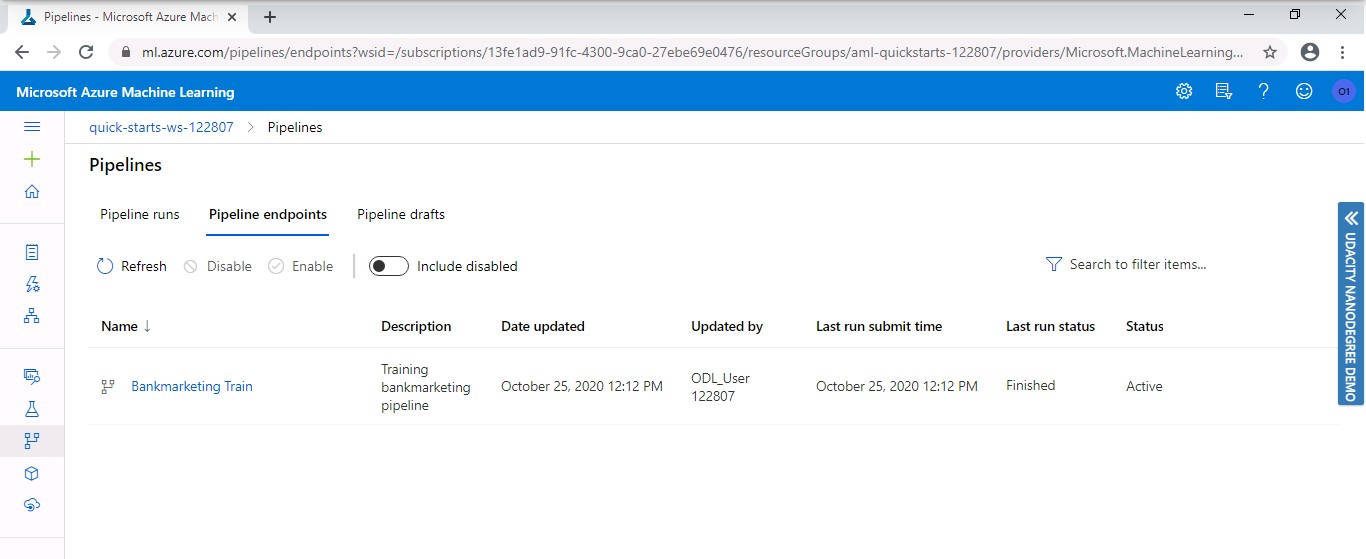 Pipelines - Microsoft Azure Mach
ml.azure.com/pipelines/endpoints?wsid=/subscriptions/13fe1ad9-91fc-4300-9ca0-27ebe69e0476/resourceGroups/aml-quickstarts-122807/providers/Microsoft.MachineLearning...
Microsoft Azure Machine Learning
O1
quick-starts-ws-122807 > Pipelines
Pipelines
Pipeline runs Pipeline endpoints Pipeline drafts
Refresh Disable Enable Include disabled Search to filter items...
Name ↓ Description Date updated Updated by Last run submit time Last run status Status
Bankmarketing Train Training bankmarketing pipeline October 25, 2020 12:12 PM ODL_User 122807 October 25, 2020 12:12 PM Finished Active
UDACITY NANODEGREE DEMO